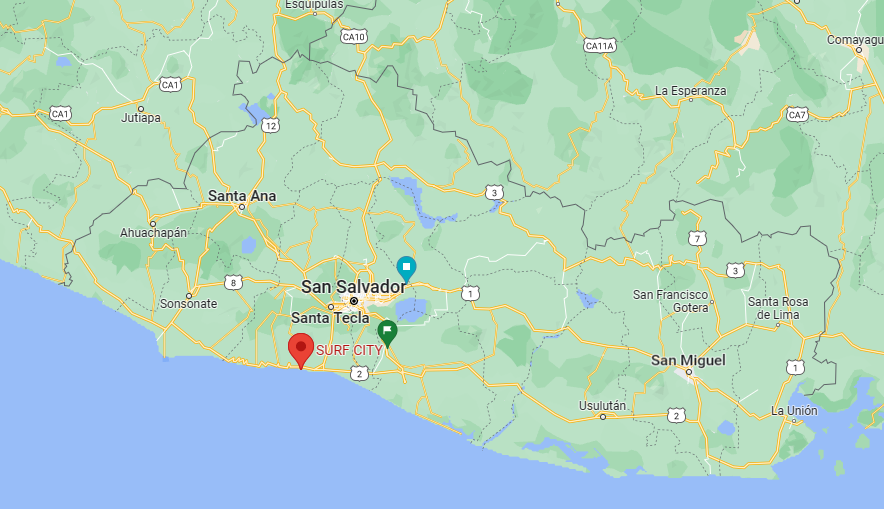 Esquipulas
CA10
CA11A
Comayagu
CA1
La Esperanza
CA1
Jutiapa
CA7
12
Santa Ana
3
Ahuachapán
7
3
8
San Salvador
1
San Francisco
Gotera
Santa Rosa
de Lima
Sonsonate
Santa Tecla
SURF CITY
San Miguel
1
2
Usulután
2
La Unión